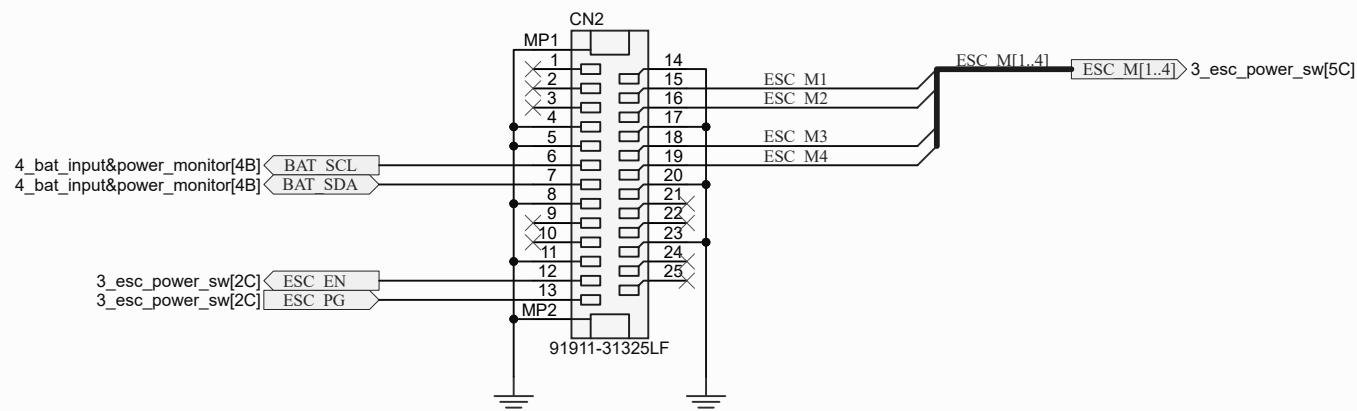 CN2
MP1
1
2
3
4
5
6
7
8
9
10
11
12
13
MP2
14
15
16
17
18
19
20
21
22
23
24
25
91911-31325LF
4_bat_input&power_monitor[4B] BAT_SCL
4_bat_input&power_monitor[4B] BAT_SDA
3_esc_power_sw[2C] ESC_EN
3_esc_power_sw[2C] ESC_PG
ESC_M1
ESC_M2
ESC_M3
ESC_M4
ESC_M[1..4]
ESC_M[1..4] 3_esc_power_sw[5C]